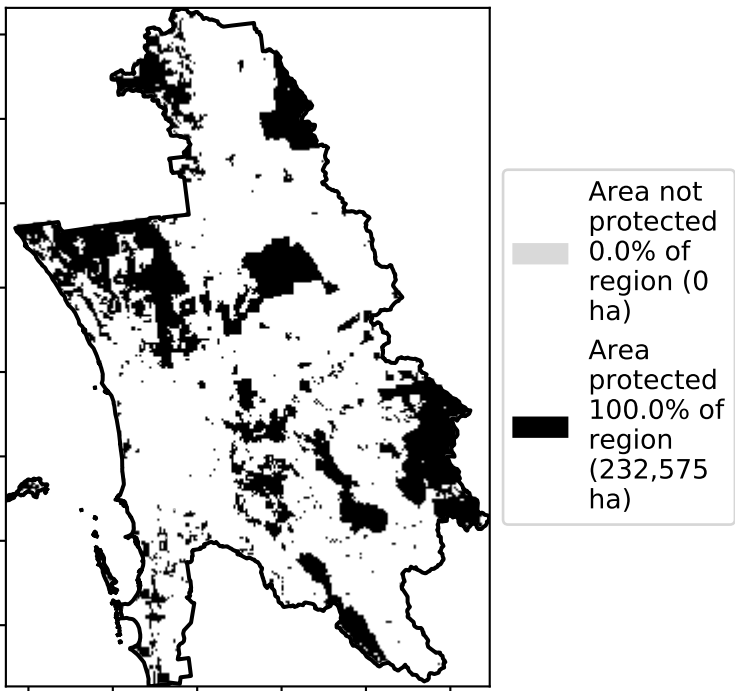 Area not
protected
0.0% of
region (0
ha)
Area
protected
100.0% of
region
(232,575
ha)